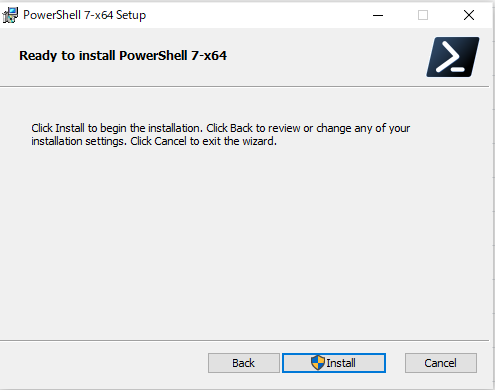 PowerShell 7-x64 Setup
Ready to install PowerShell 7-x64
Click Install to begin the installation. Click Back to review or change any of your
installation settings. Click Cancel to exit the wizard.
Back
Install
Cancel